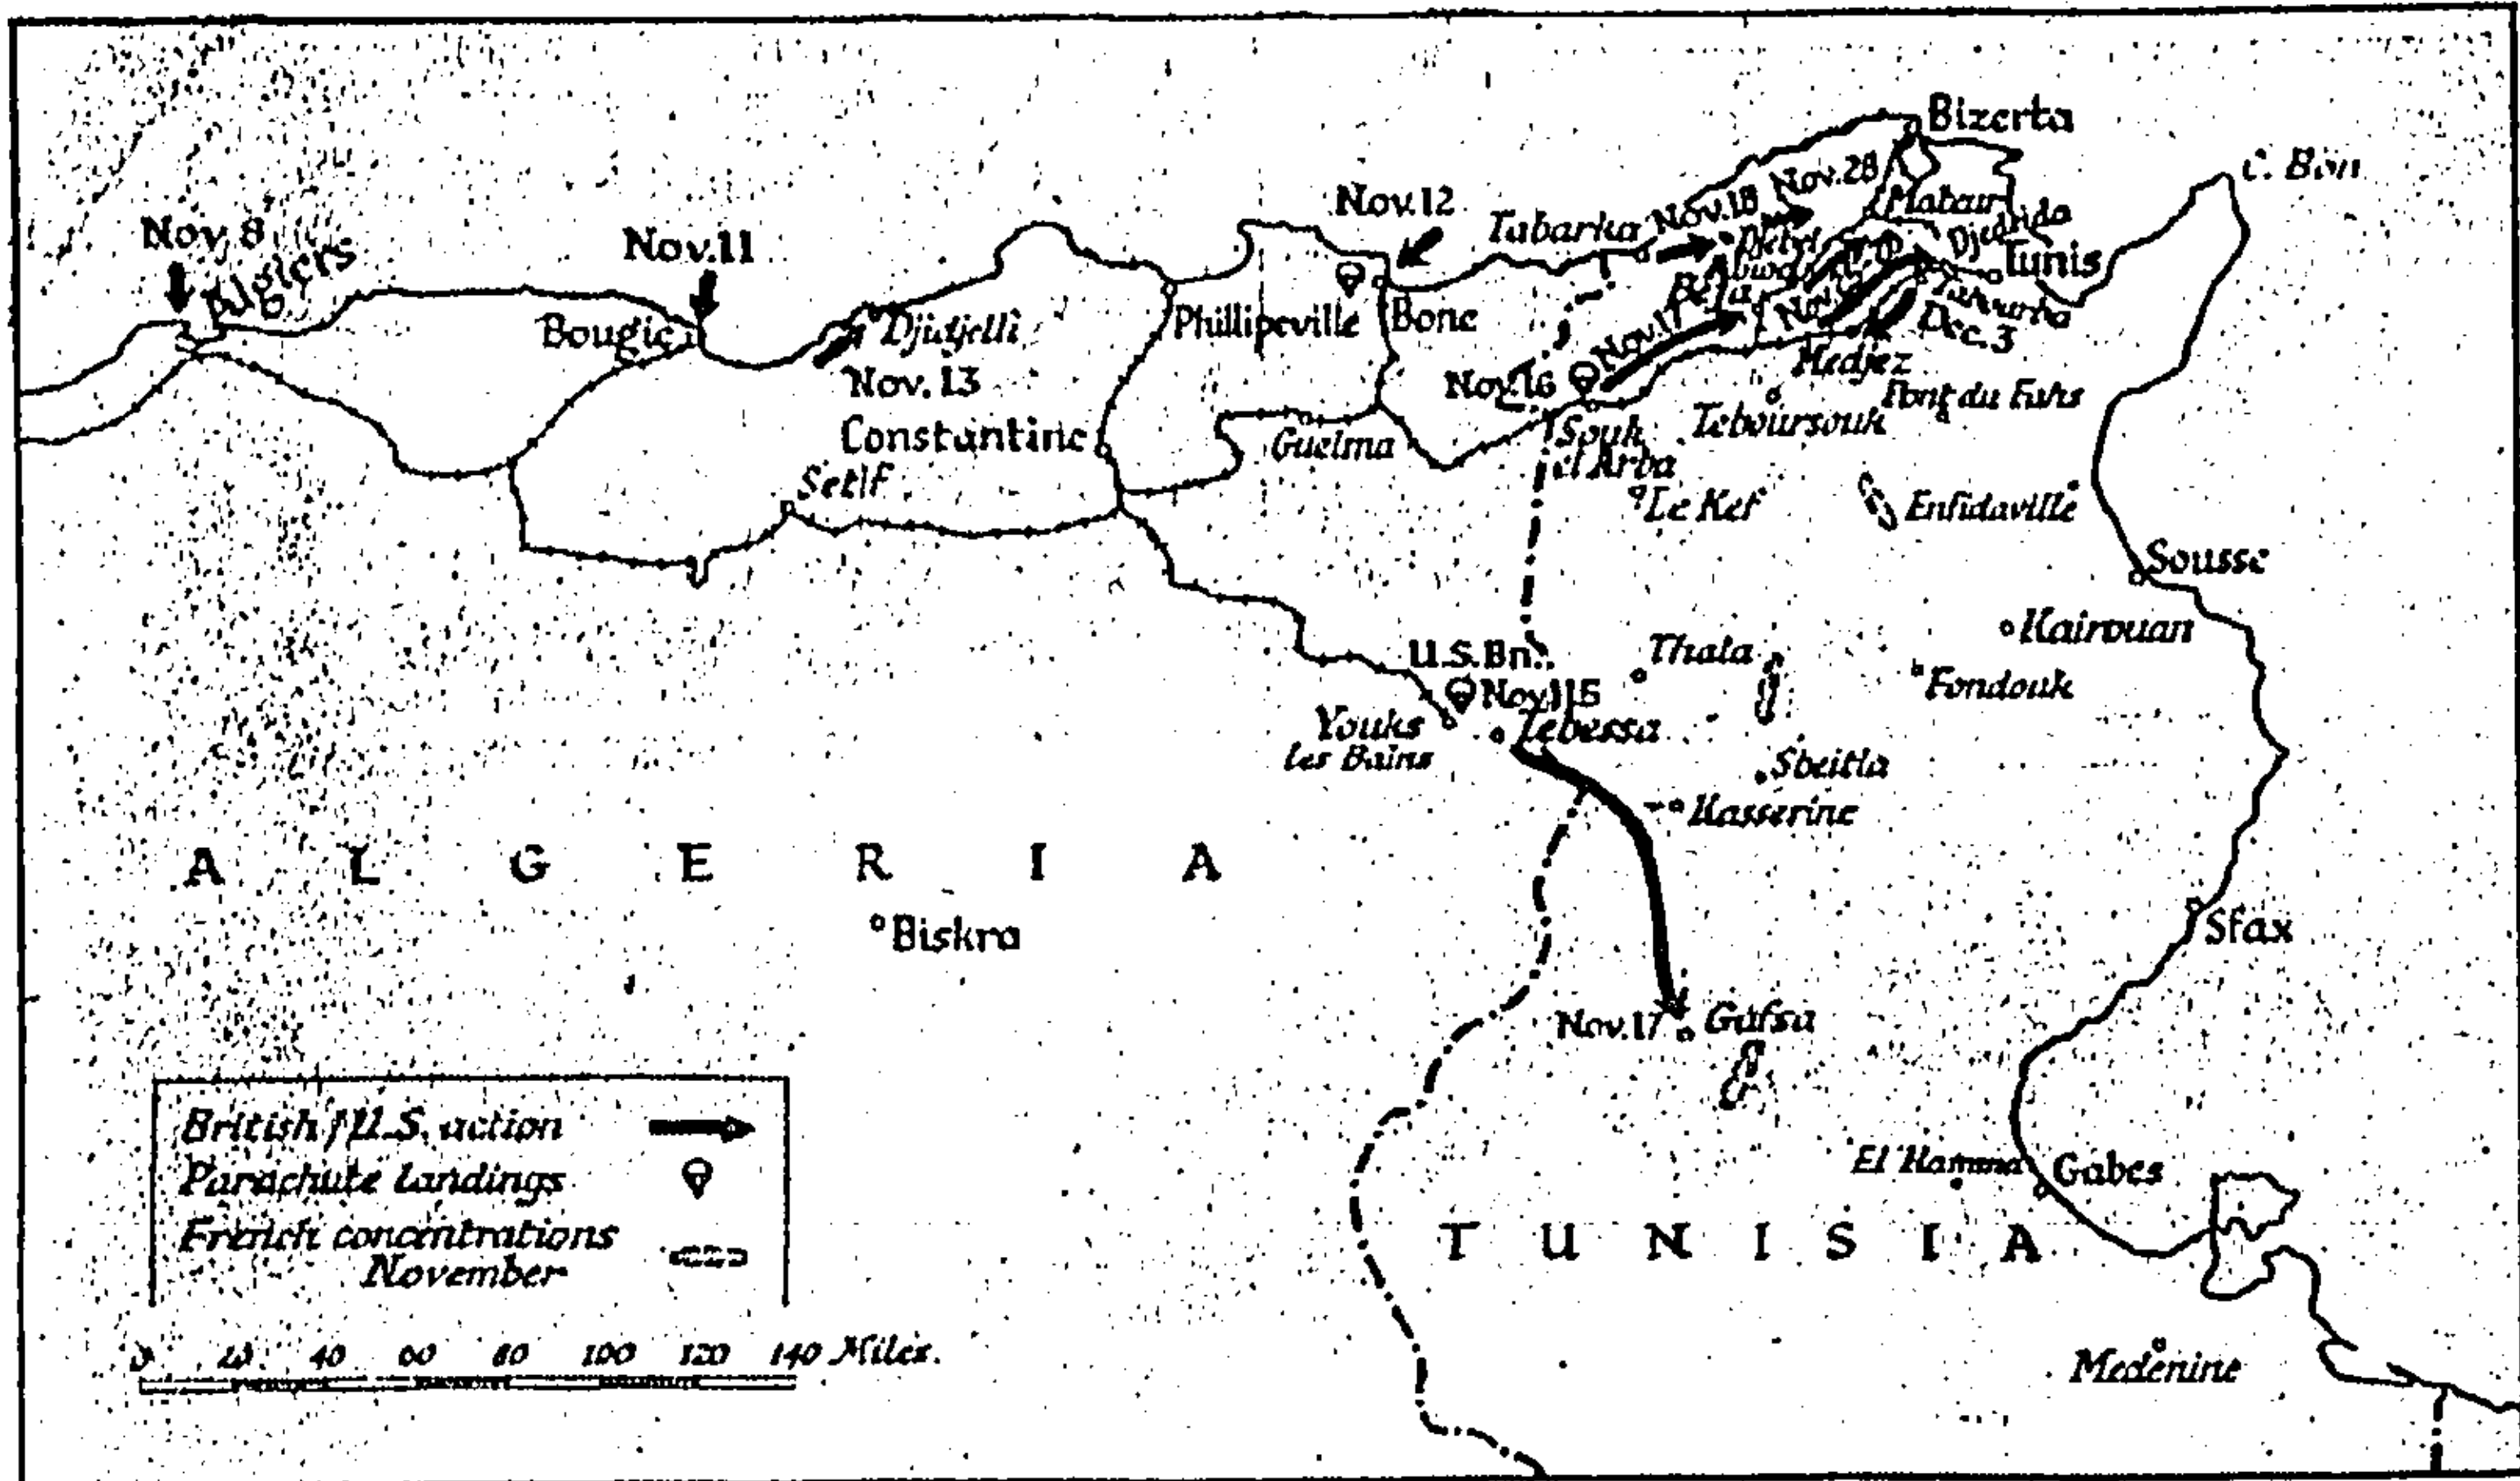 Bizerta
C. Bon
Nov. 8
Algiers
Nov. 11
Nov. 12
Tabarka
Nov. 18
Nov. 28
Mateur
Djedeida
Tunis
Djebel
Beja
Tebourba
Dec. 3
Bougie
Djidjelli
Nov. 13
Phillipeville
Bone
Nov. 17
Nov. 16
Medjez
Pont du Fahs
Teboursouk
Constantine
Guelma
Souk
el Arba
Setif
Le Kef
Enfidaville
Sousse
Kairouan
U.S. Bn.
Nov. 15
Thala
Fondouk
Youks
les Bains
Tebessa
Sbeitla
Kasserine
ALGERIA
Biskra
Sfax
Nov. 17
Gafsa
British / U.S. action
Parachute Landings
French concentrations
November
El Hamma
Gabes
TUNISIA
0 20 40 60 80 100 120 140 Miles.
Medenine